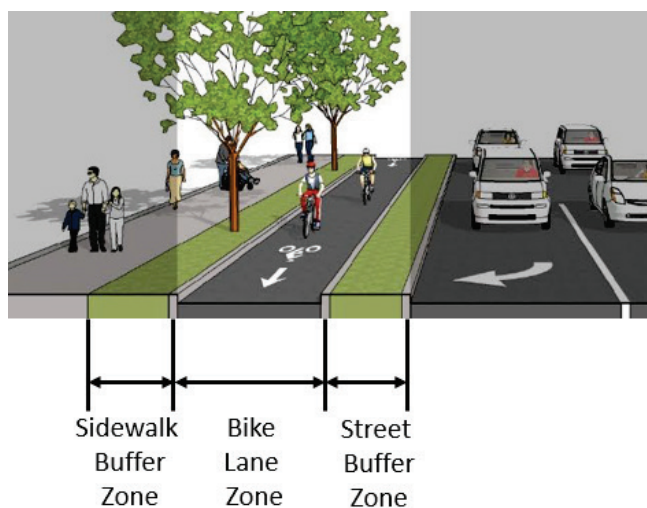 Sidewalk
Buffer
Zone
Bike
Lane
Zone
Street
Buffer
Zone